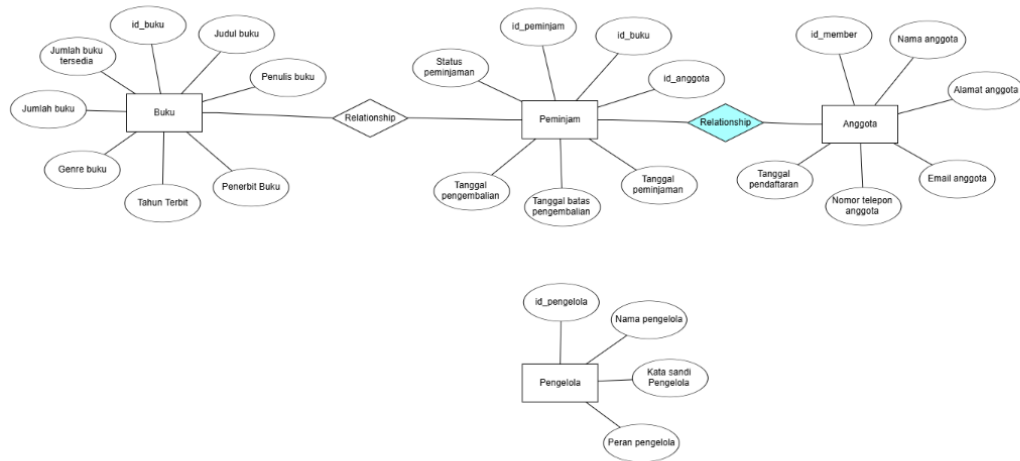 id_buku
Judul buku
Jumlah buku
tersedia
Penulis buku
Jumlah buku
Buku
Genre buku
Penerbit Buku
Tahun Terbit
Relationship
id_peminjam
id_buku
Status
peminjaman
id_anggota
Peminjam
Tanggal
pengembalian
Tanggal batas
pengembalian
Tanggal
peminjaman
Relationship
id_member
Nama anggota
Alamat anggota
Anggota
Tanggal
pendaftaran
Nomor telepon
anggota
Email anggota
id_pengelola
Nama pengelola
Pengelola
Kata sandi
Pengelola
Peran pengelola